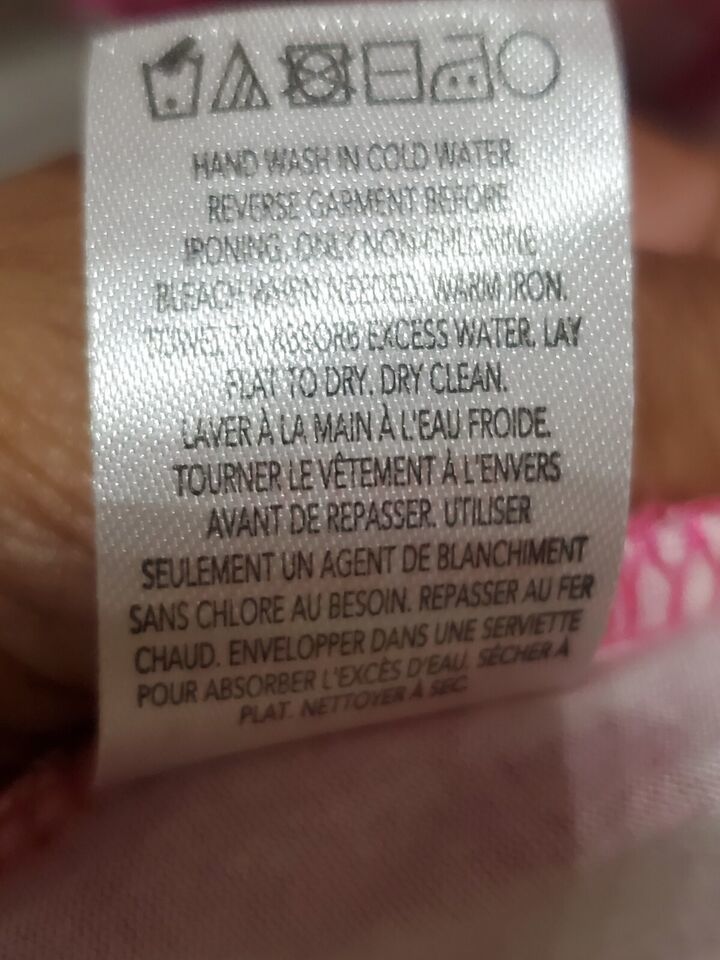 HAND WASH IN COLD WATER.
REVERSE GARMENT BEFORE
IRONING. ONLY NON-CHLORINE
BLEACH WHEN NEEDED. WARM IRON.
TOWEL TO ABSORB EXCESS WATER. LAY
FLAT TO DRY. DRY CLEAN.
LAVER À LA MAIN À L'EAU FROIDE.
TOURNER LE VÊTEMENT À L'ENVERS
AVANT DE REPASSER. UTILISER
SEULEMENT UN AGENT DE BLANCHIMENT
SANS CHLORE AU BESOIN. REPASSER AU FER
CHAUD. ENVELOPPER DANS UNE SERVIETTE
POUR ABSORBER L'EXCÈS D'EAU. SÉCHER À
PLAT. NETTOYER À SEC.